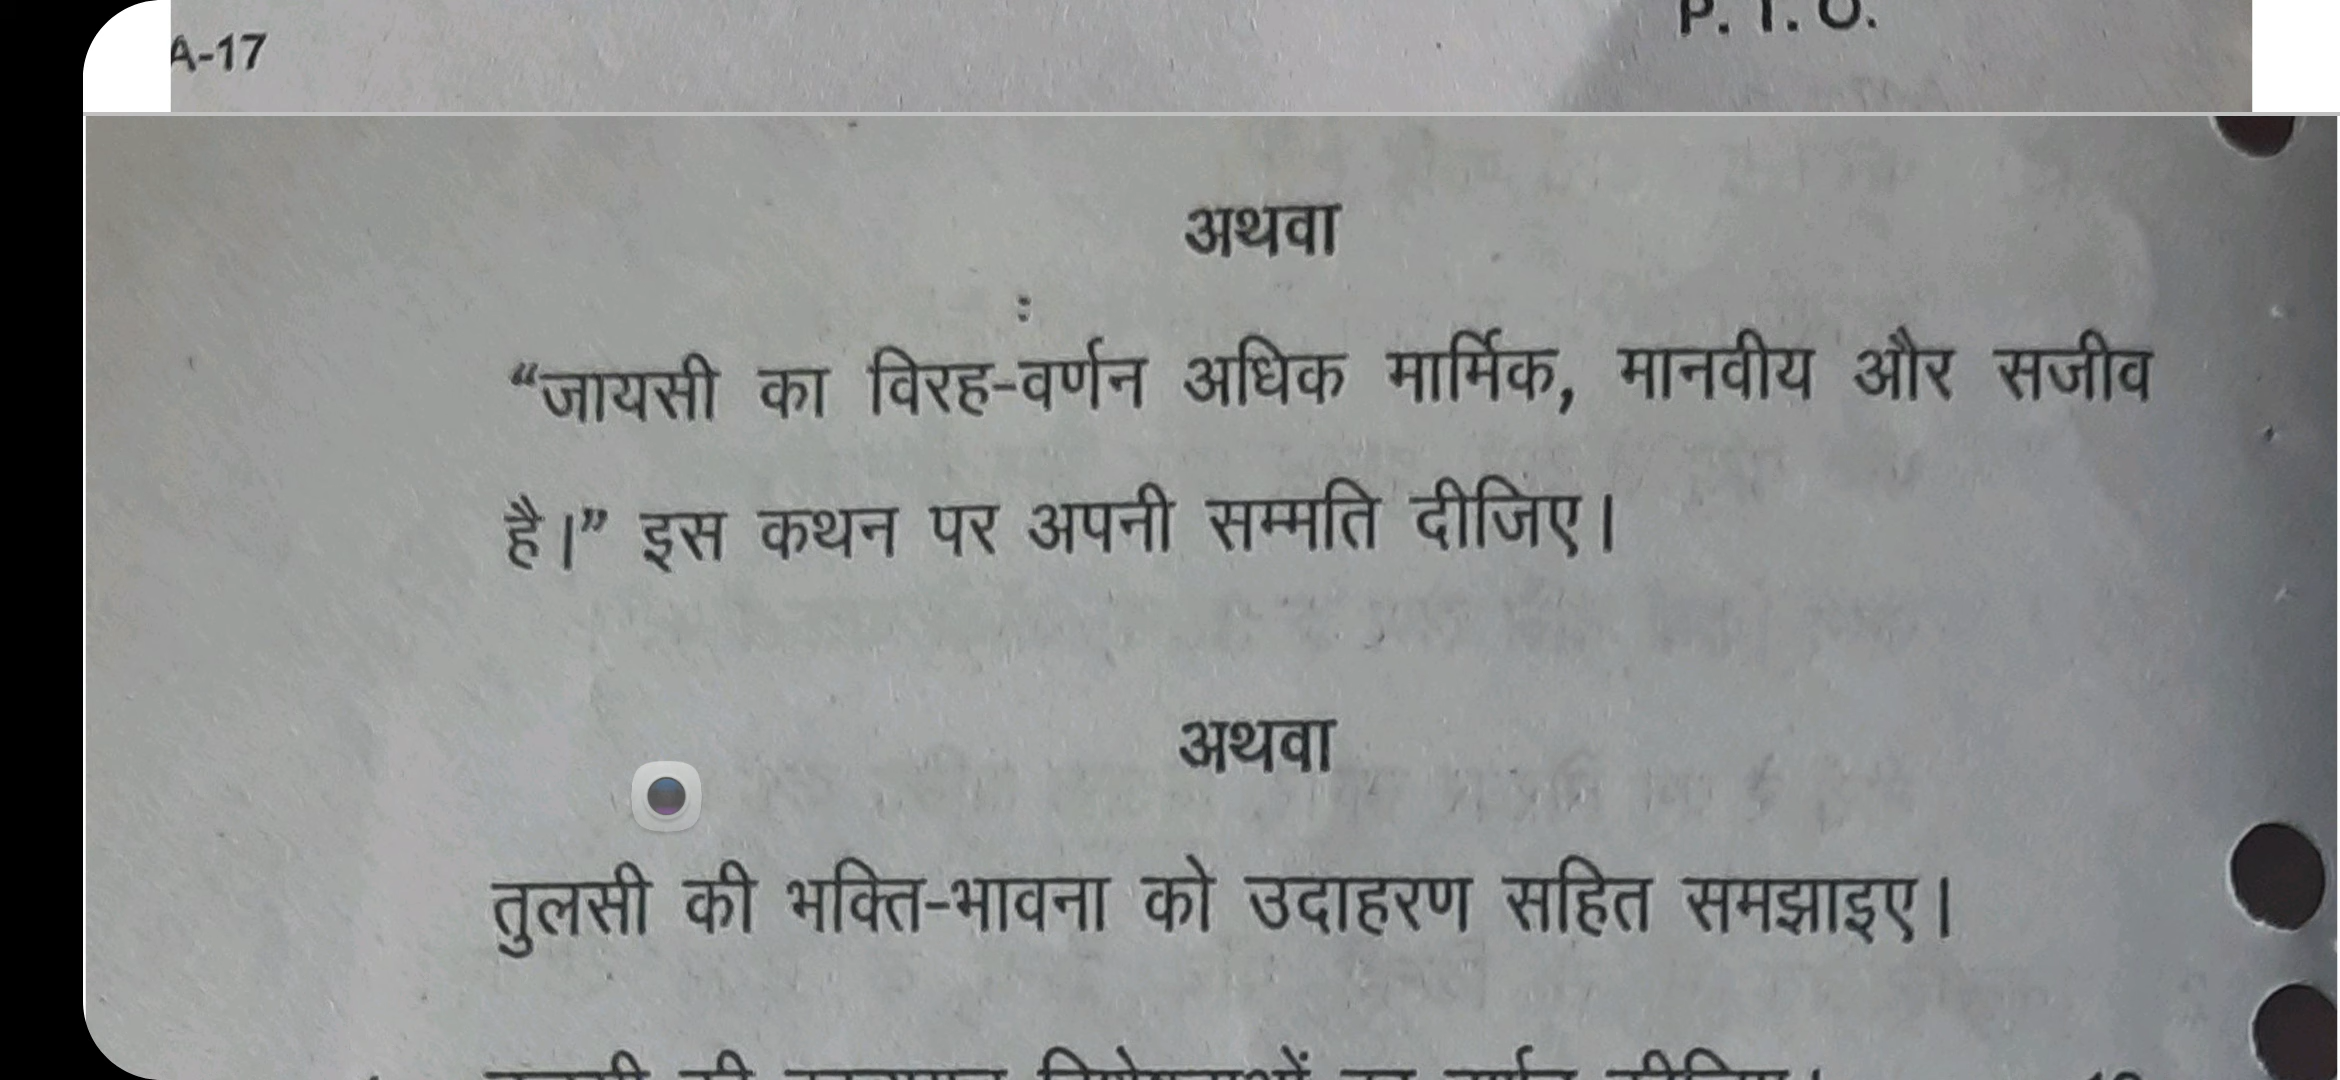 P. T. O.
A-17
अथवा
“जायसी का विरह-वर्णन अधिक मार्मिक, मानवीय और सजीव
है।” इस कथन पर अपनी सम्मति दीजिए।
अथवा
तुलसी की भक्ति-भावना को उदाहरण सहित समझाइए।